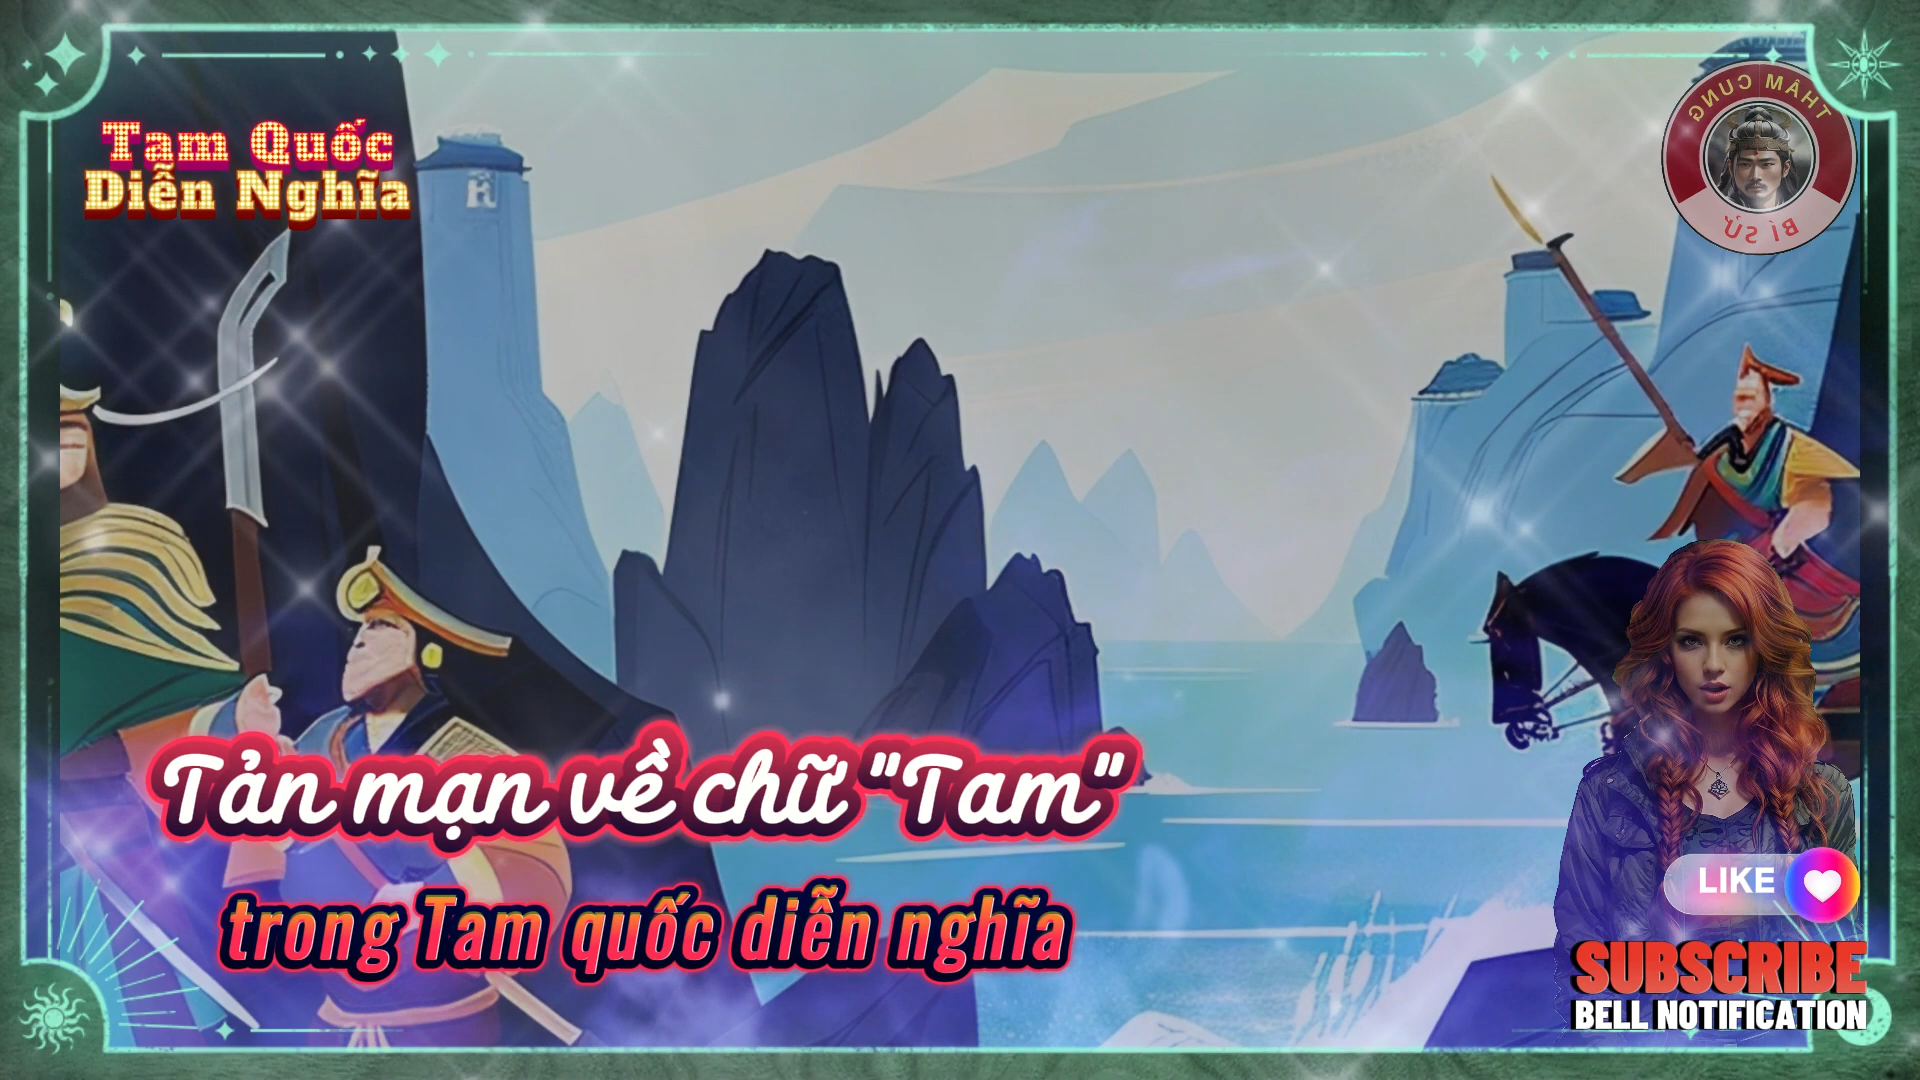 Tam Quốc
Diễn Nghĩa
THÂM CUNG
BÍ SỬ
Tản mạn về chữ "Tam"
trong Tam quốc diễn nghĩa
LIKE
SUBSCRIBE
BELL NOTIFICATION